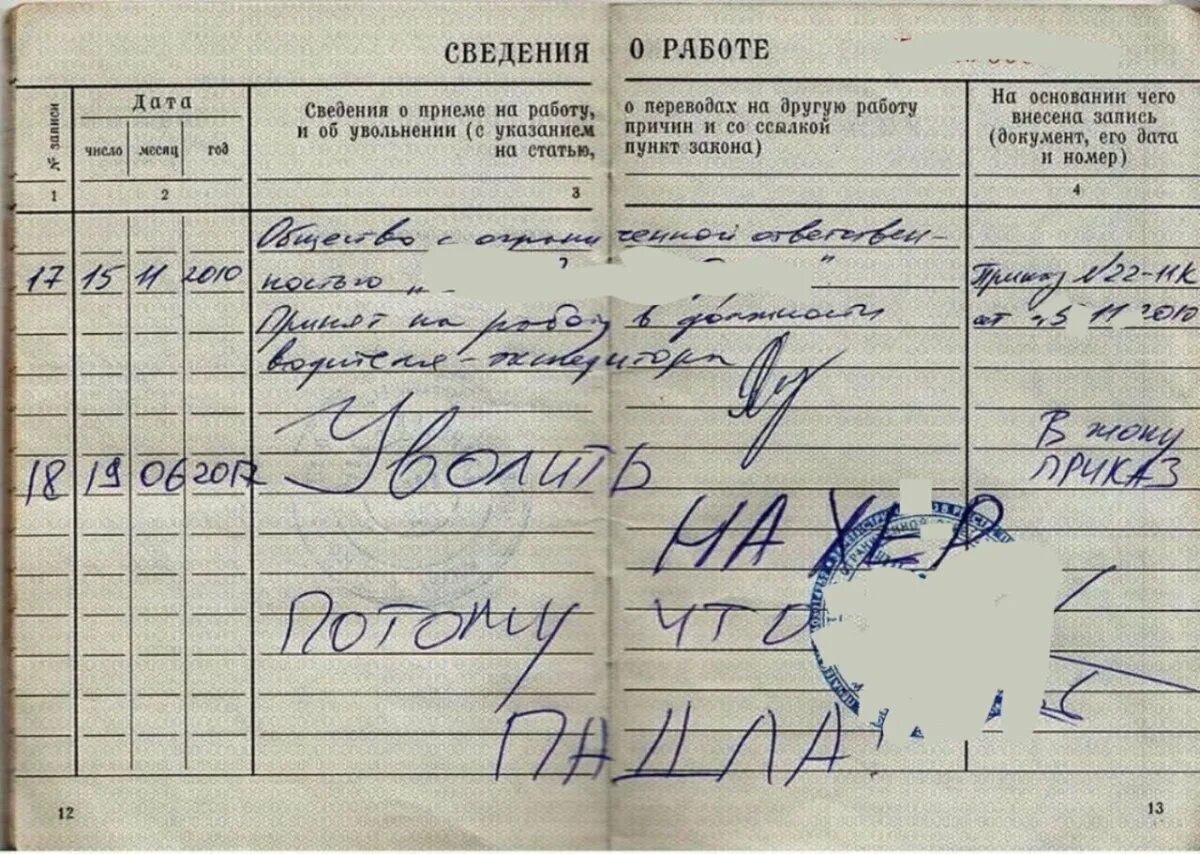 СВЕДЕНИЯ О РАБОТЕ
№ записи
Дата
число месяц год
Сведения о приеме на работу, о переводах на другую работу
и об увольнении (с указанием причин и со ссылкой
на статью, пункт закона)
На основании чего
внесена запись
(документ, его дата
и номер)
1 2 3 4
Общество с ограниченной ответствен-
17 15 11 2010 ностью " " Приказ №22-11К
Принят на работу в должности от 15 11 2010
водителя-экспедитора
В жопу
18 19 06 2017 Уволить ПРИКАЗ
НА ХЕР
ПОТОМУ ЧТО
ПАДЛА
12 13